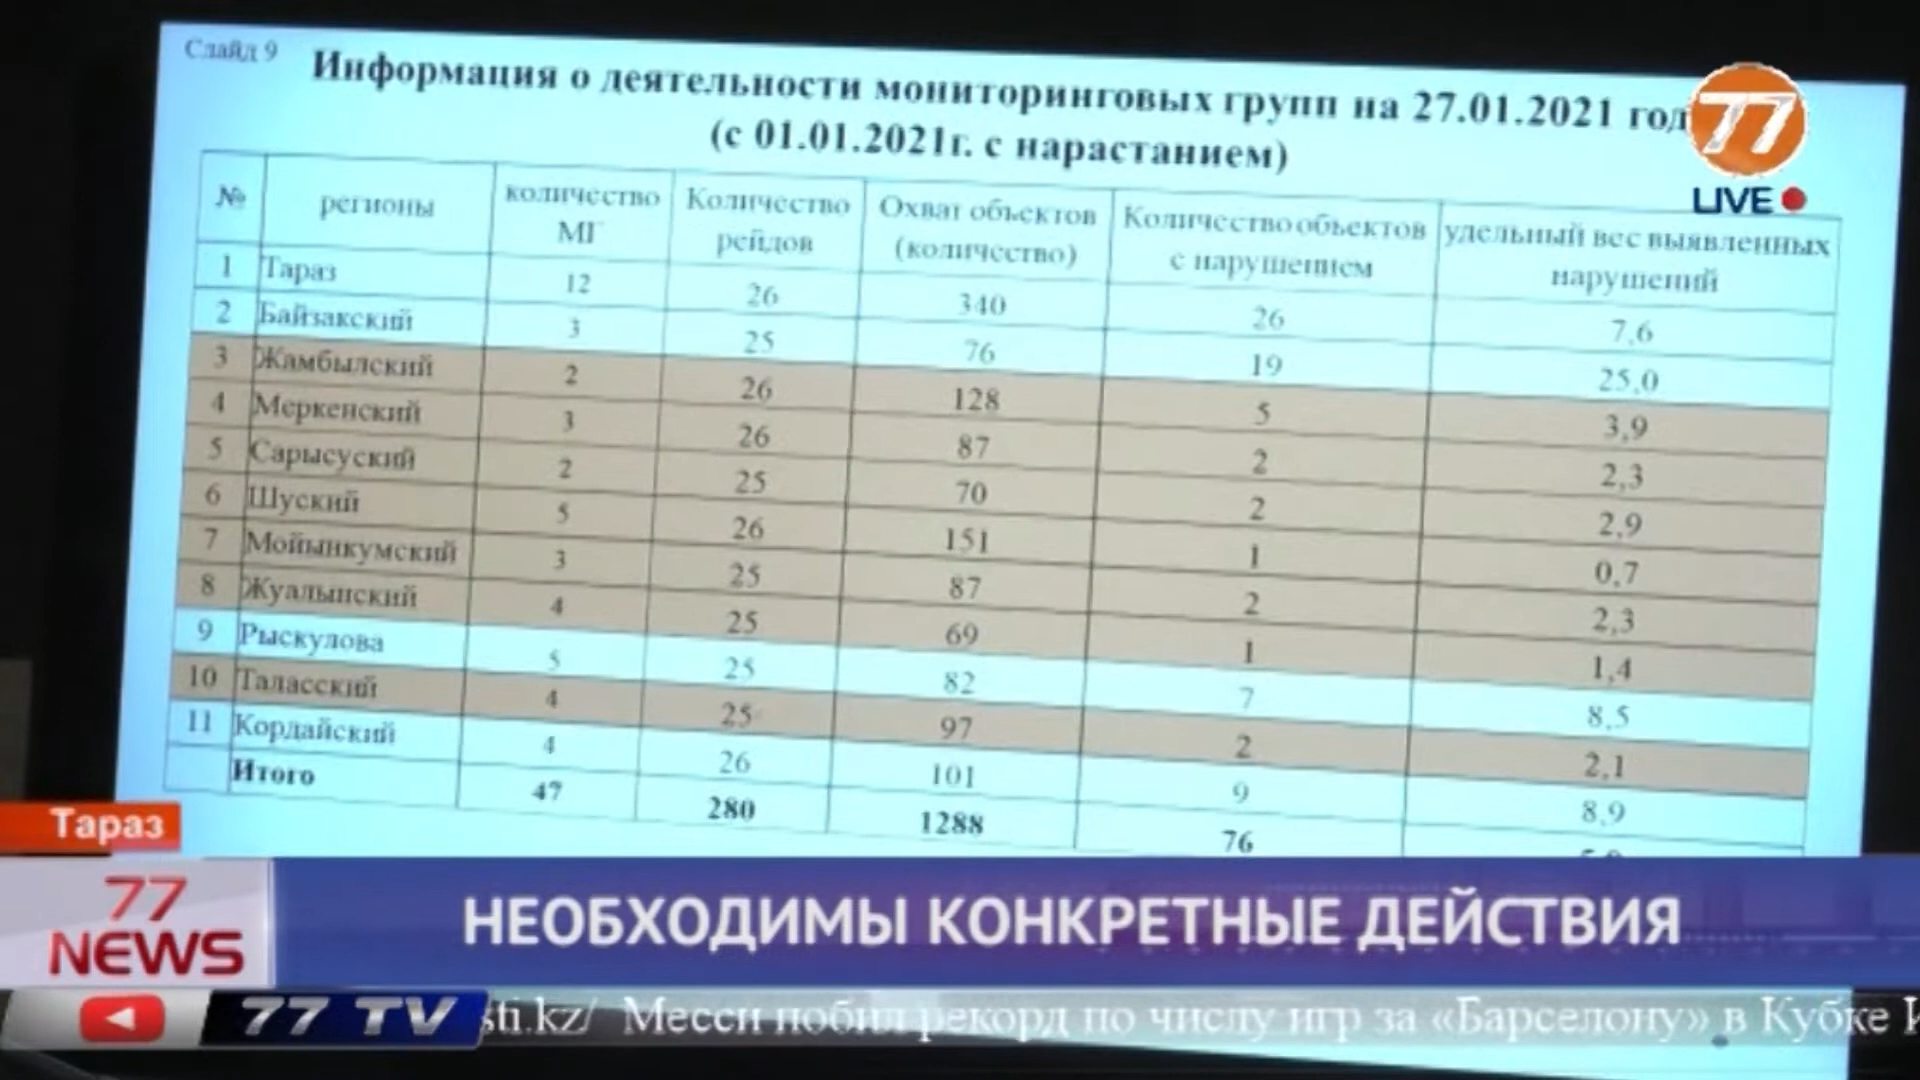 Слайд 9
Информация о деятельности мониторинговых групп на 27.01.2021 год
(с 01.01.2021г. с нарастанием)
77
LIVE
№ регионы количество МГ Количество рейдов Охват объектов (количество) Количество объектов с нарушением удельный вес выявленных нарушений
1 Тараз 12 26 340 26 7,6
2 Байзакский 3 25 76 19 25,0
3 Жамбылский 2 26 128 5 3,9
4 Меркенский 3 26 87 2 2,3
5 Сарысуский 2 25 70 2 2,9
6 Шуский 5 26 151 1 0,7
7 Мойынкумский 3 25 87 2 2,3
8 Жуалынский 4 25 69 1 1,4
9 Рыскулова 5 25 82 7 8,5
10 Таласский 4 25 97 2 2,1
11 Кордайский 4 26 101 9 8,9
Итого 47 280 1288 76
Тараз
77 NEWS
НЕОБХОДИМЫ КОНКРЕТНЫЕ ДЕЙСТВИЯ
77 TV
sti.kz/ Месси побил рекорд по числу игр за «Барселону» в Кубке И